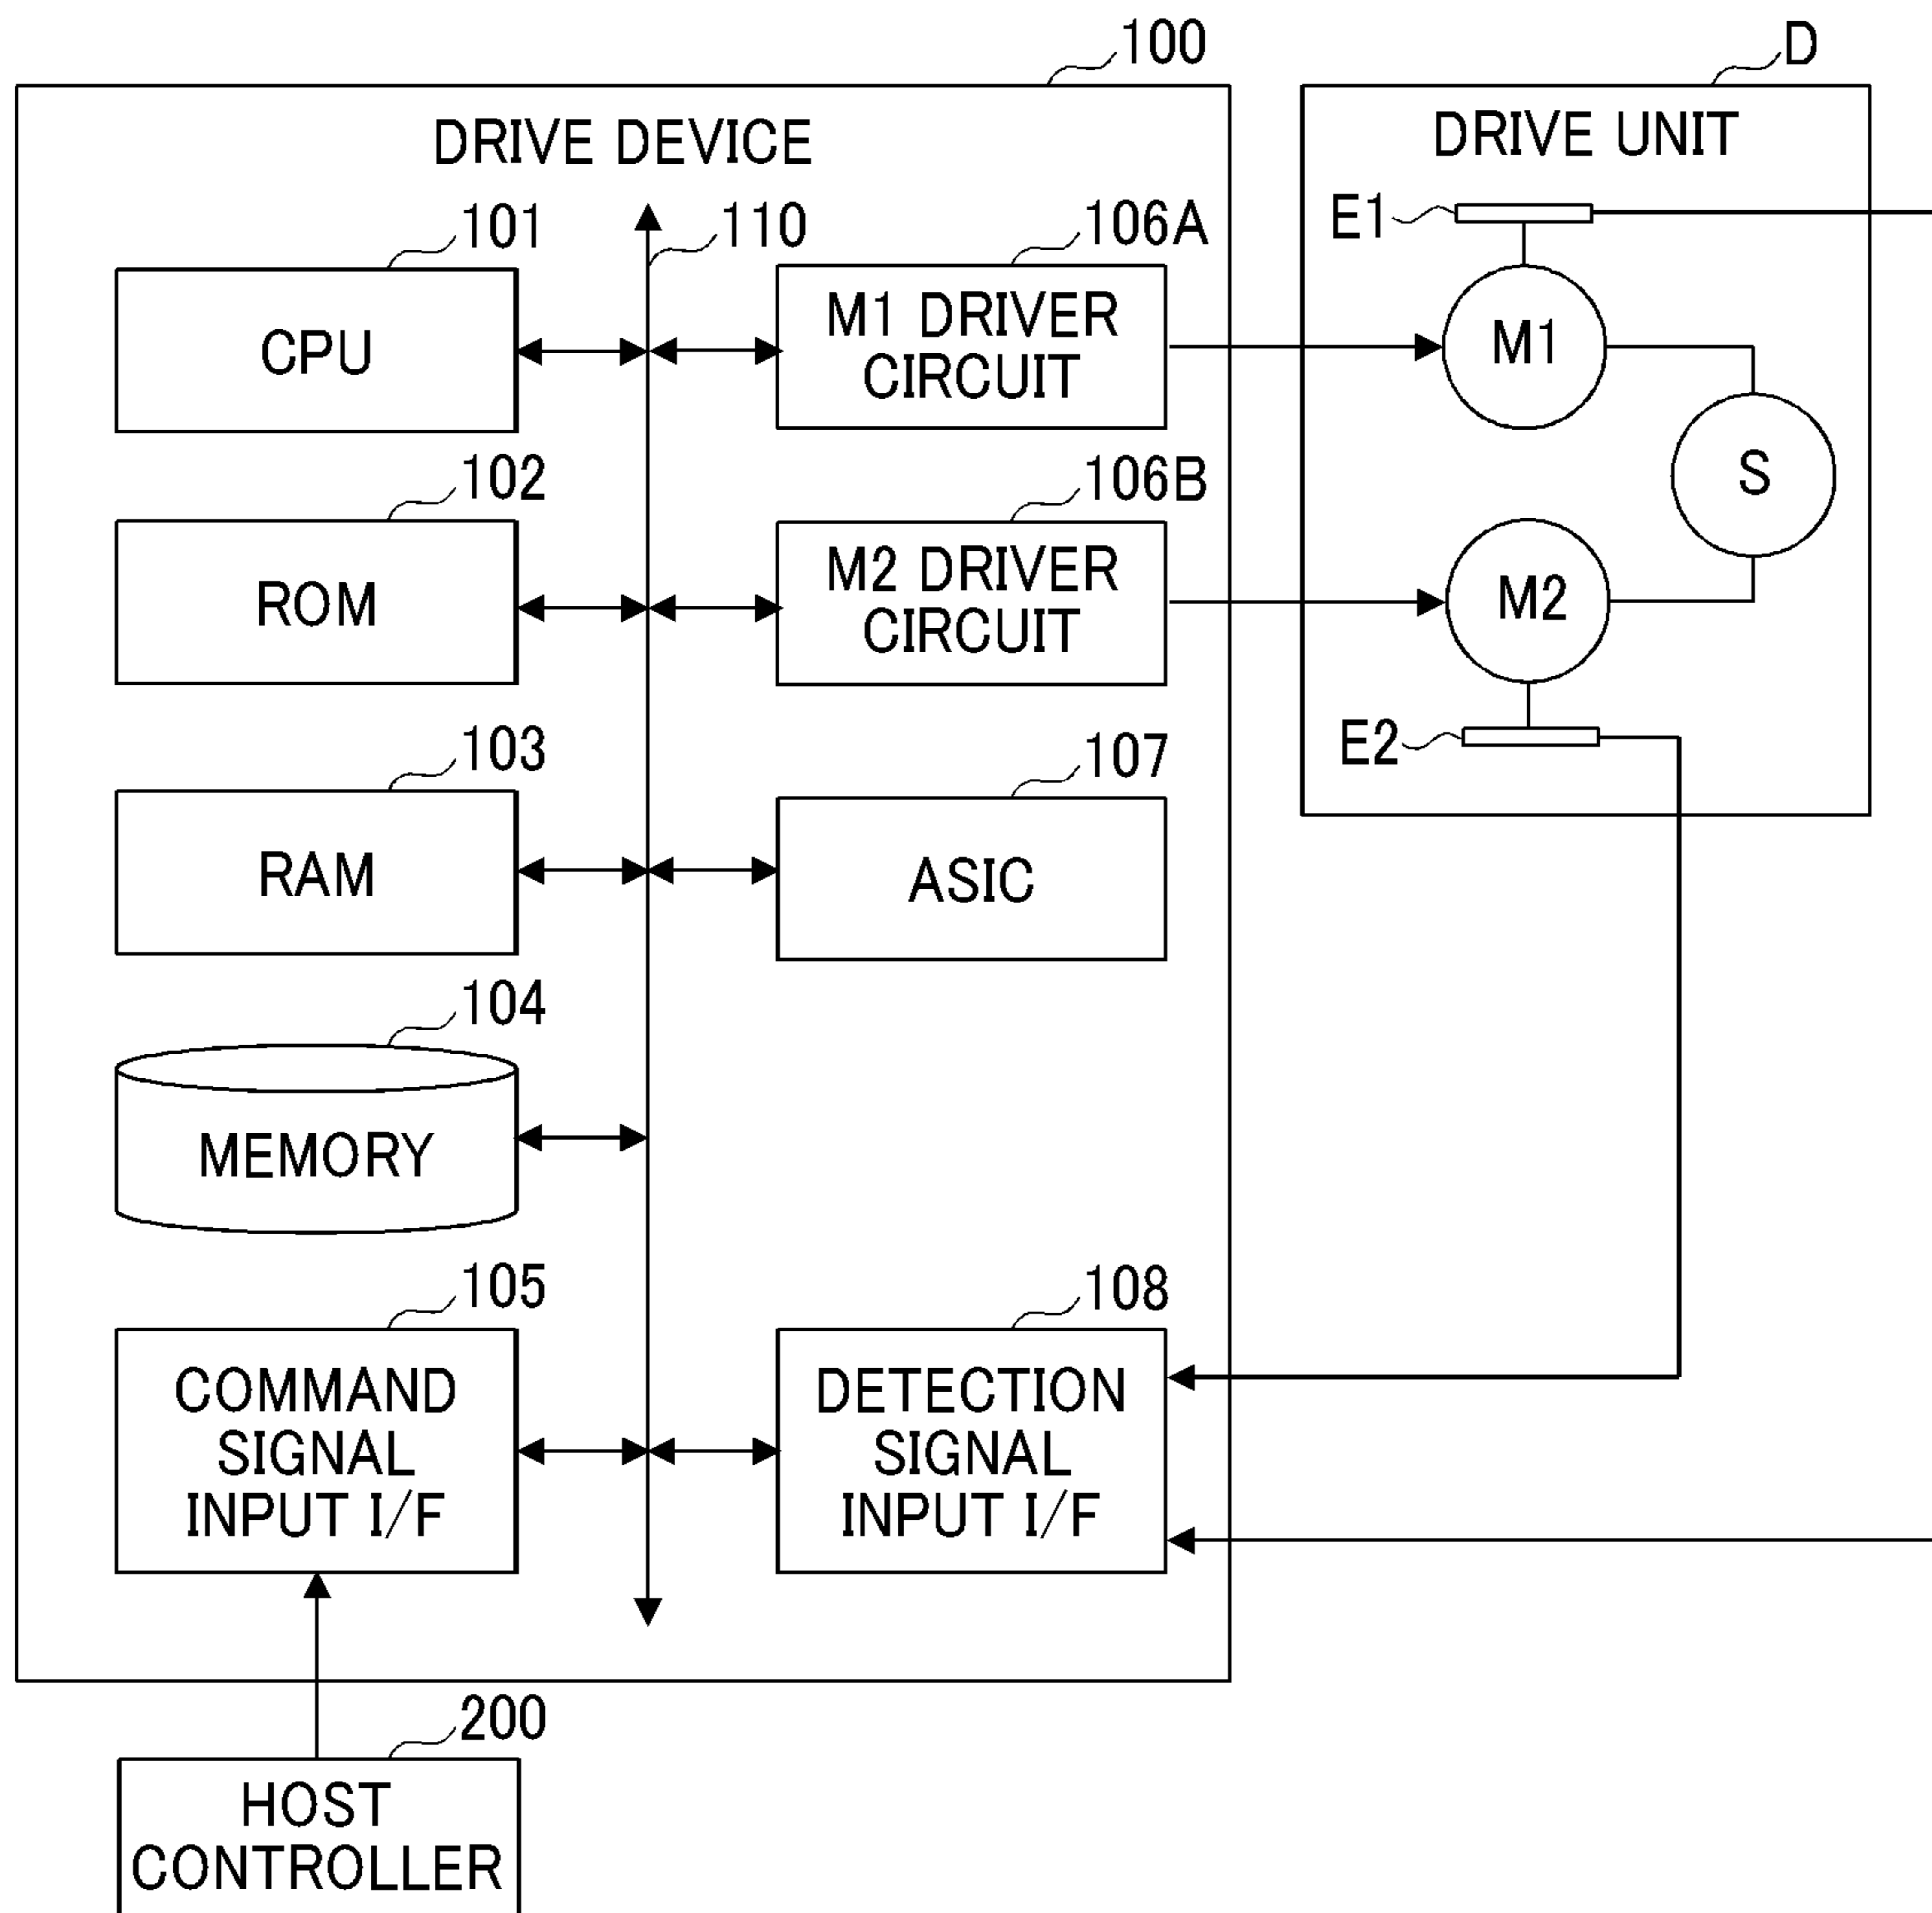 100
D
DRIVE DEVICE
DRIVE UNIT
101
110
106A
E1
CPU
M1 DRIVER
CIRCUIT
M1
102
106B
S
ROM
M2 DRIVER
CIRCUIT
M2
103
107
E2
RAM
ASIC
104
MEMORY
105
108
COMMAND
SIGNAL
INPUT I/F
DETECTION
SIGNAL
INPUT I/F
200
HOST
CONTROLLER